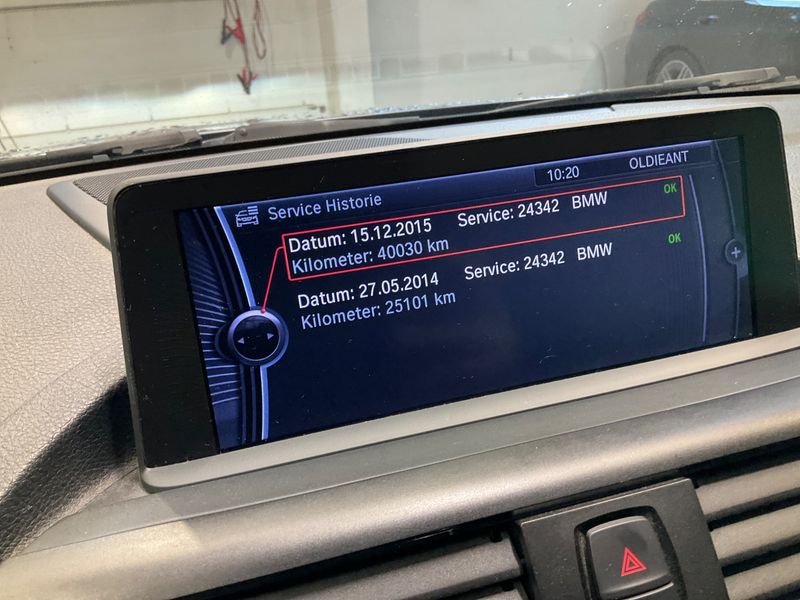 10:20 OLDIEANT
Service Historie
Datum: 15.12.2015 Service: 24342 BMW OK
Kilometer: 40030 km
Datum: 27.05.2014 Service: 24342 BMW OK
Kilometer: 25101 km